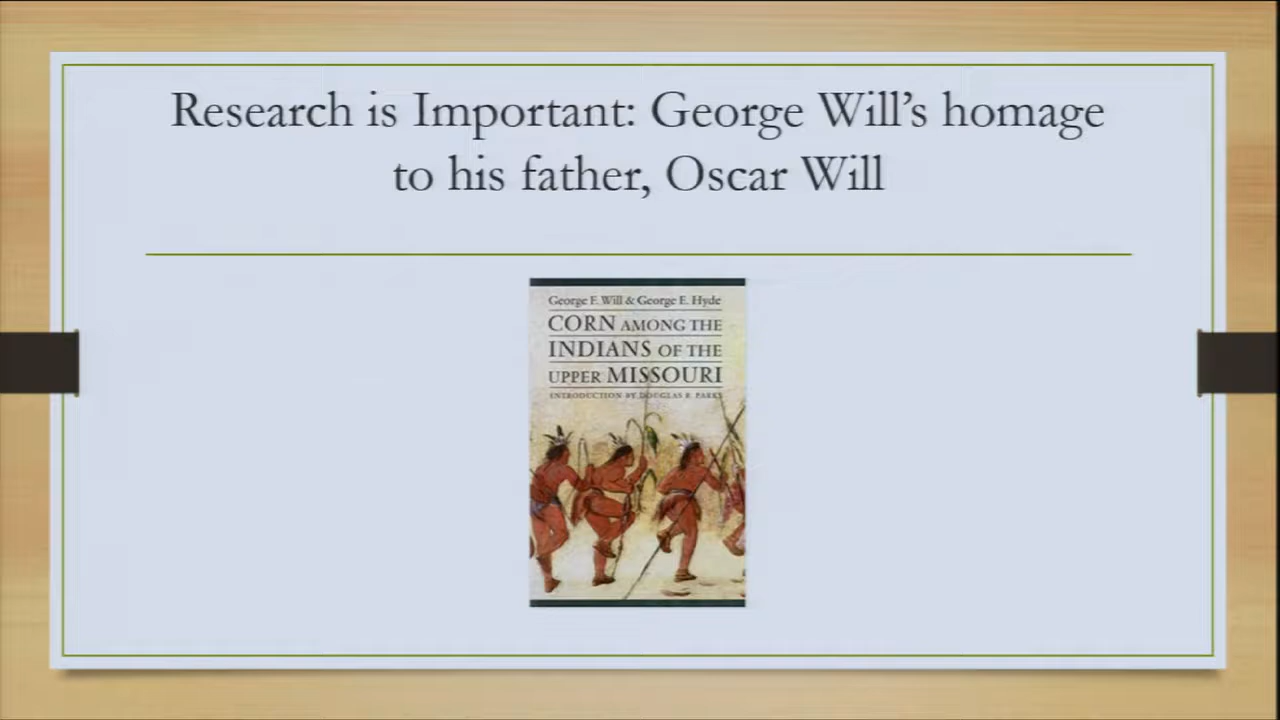 Research is Important: George Will's homage
to his father, Oscar Will
George F. Will & George E. Hyde
CORN AMONG THE
INDIANS OF THE
UPPER MISSOURI
INTRODUCTION BY DOUGLAS R. PARKS